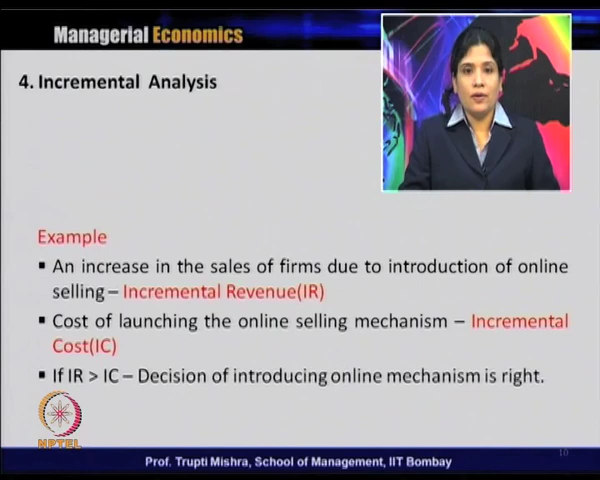 Managerial Economics
4. Incremental Analysis
Example
▪ An increase in the sales of firms due to introduction of online
selling – Incremental Revenue(IR)
▪ Cost of launching the online selling mechanism – Incremental
Cost(IC)
▪ If IR > IC – Decision of introducing online mechanism is right.
NPTEL
Prof. Trupti Mishra, School of Management, IIT Bombay
10